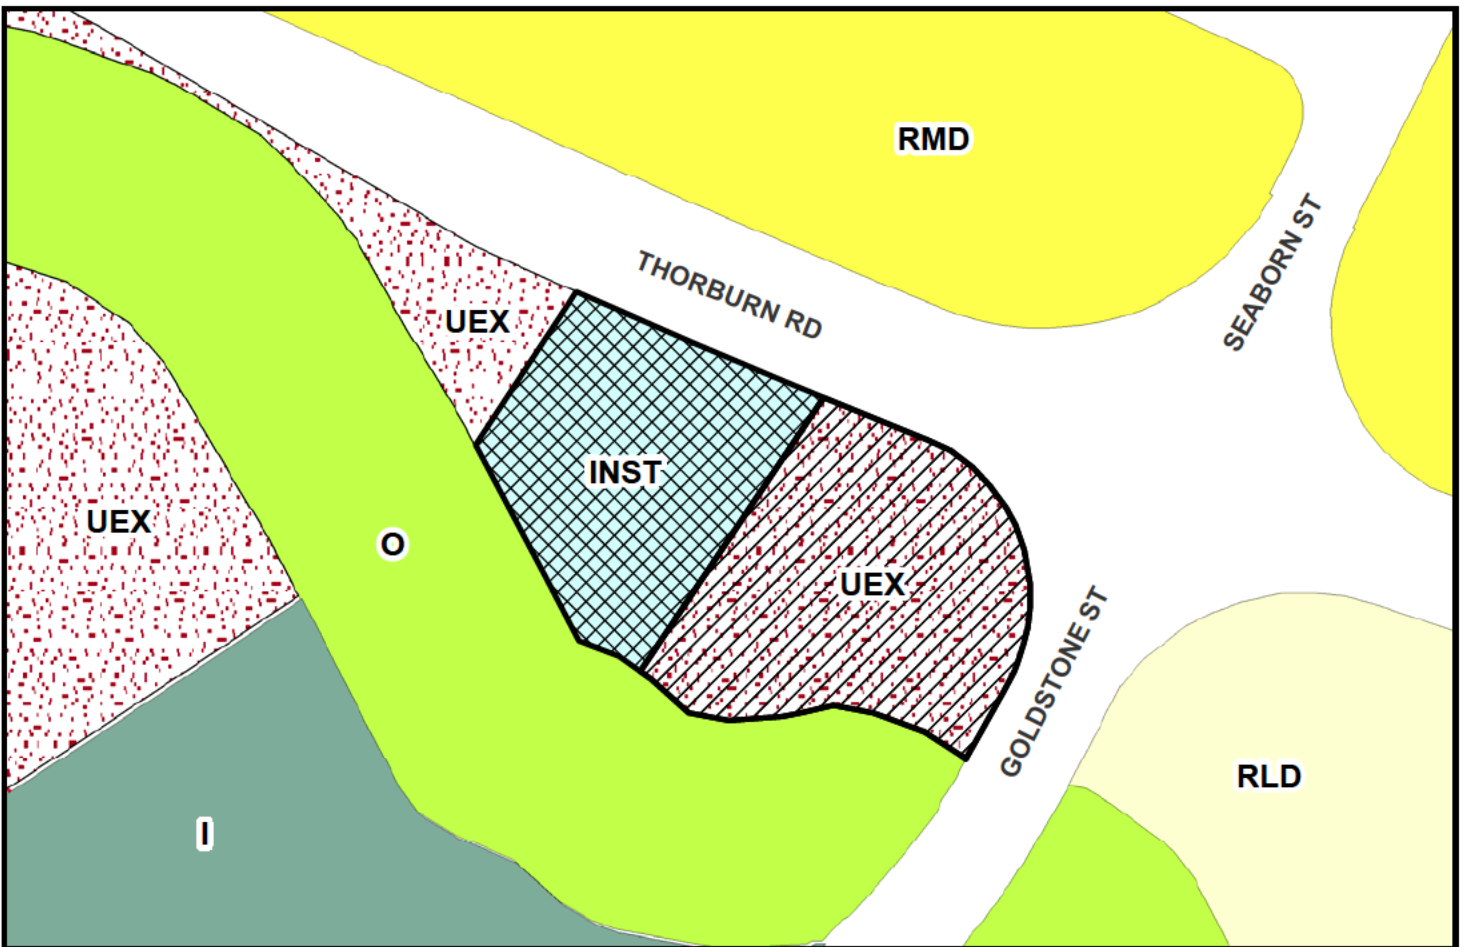 RMD
SEABORN ST
THORBURN RD
UEX
INST
UEX
O
UEX
GOLDSTONE ST
RLD
I